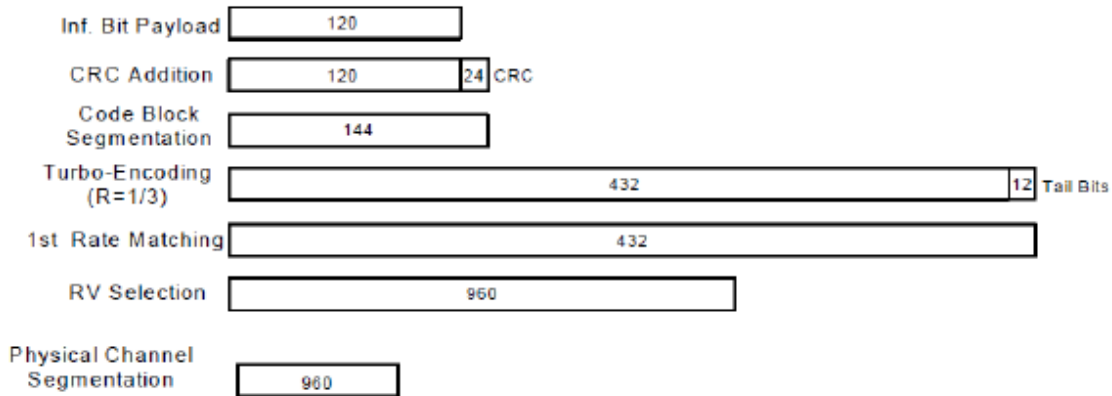 Inf. Bit Payload 120
CRC Addition 120 24 CRC
Code Block
Segmentation 144
Turbo-Encoding
(R=1/3) 432 12 Tail Bits
1st Rate Matching 432
RV Selection 960
Physical Channel
Segmentation 960